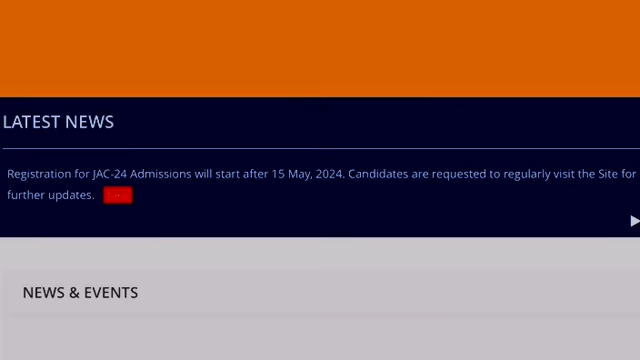 LATEST NEWS
Registration for JAC-24 Admissions will start after 15 May, 2024. Candidates are requested to regularly visit the Site for
further updates.
NEWS & EVENTS